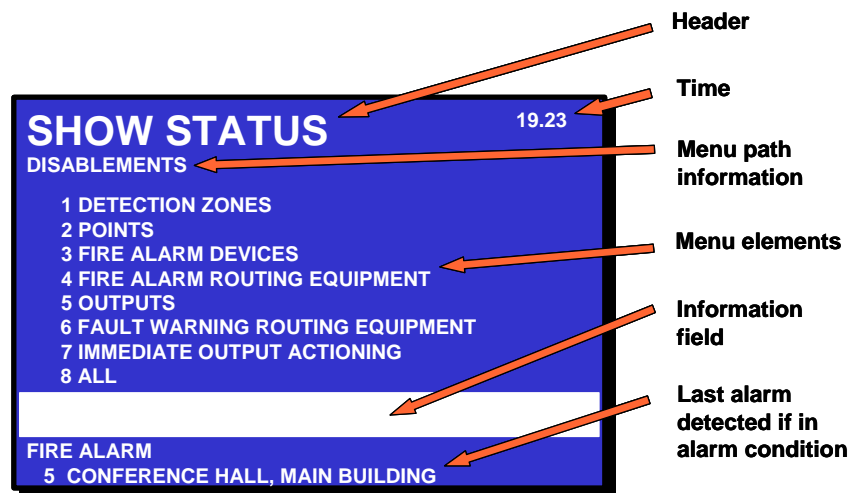 Header
Time
SHOW STATUS
19.23
DISABLEMENTS
Menu path
information
1 DETECTION ZONES
2 POINTS
3 FIRE ALARM DEVICES
4 FIRE ALARM ROUTING EQUIPMENT
5 OUTPUTS
6 FAULT WARNING ROUTING EQUIPMENT
7 IMMEDIATE OUTPUT ACTIONING
8 ALL
Menu elements
Information
field
FIRE ALARM
5 CONFERENCE HALL, MAIN BUILDING
Last alarm
detected if in
alarm condition